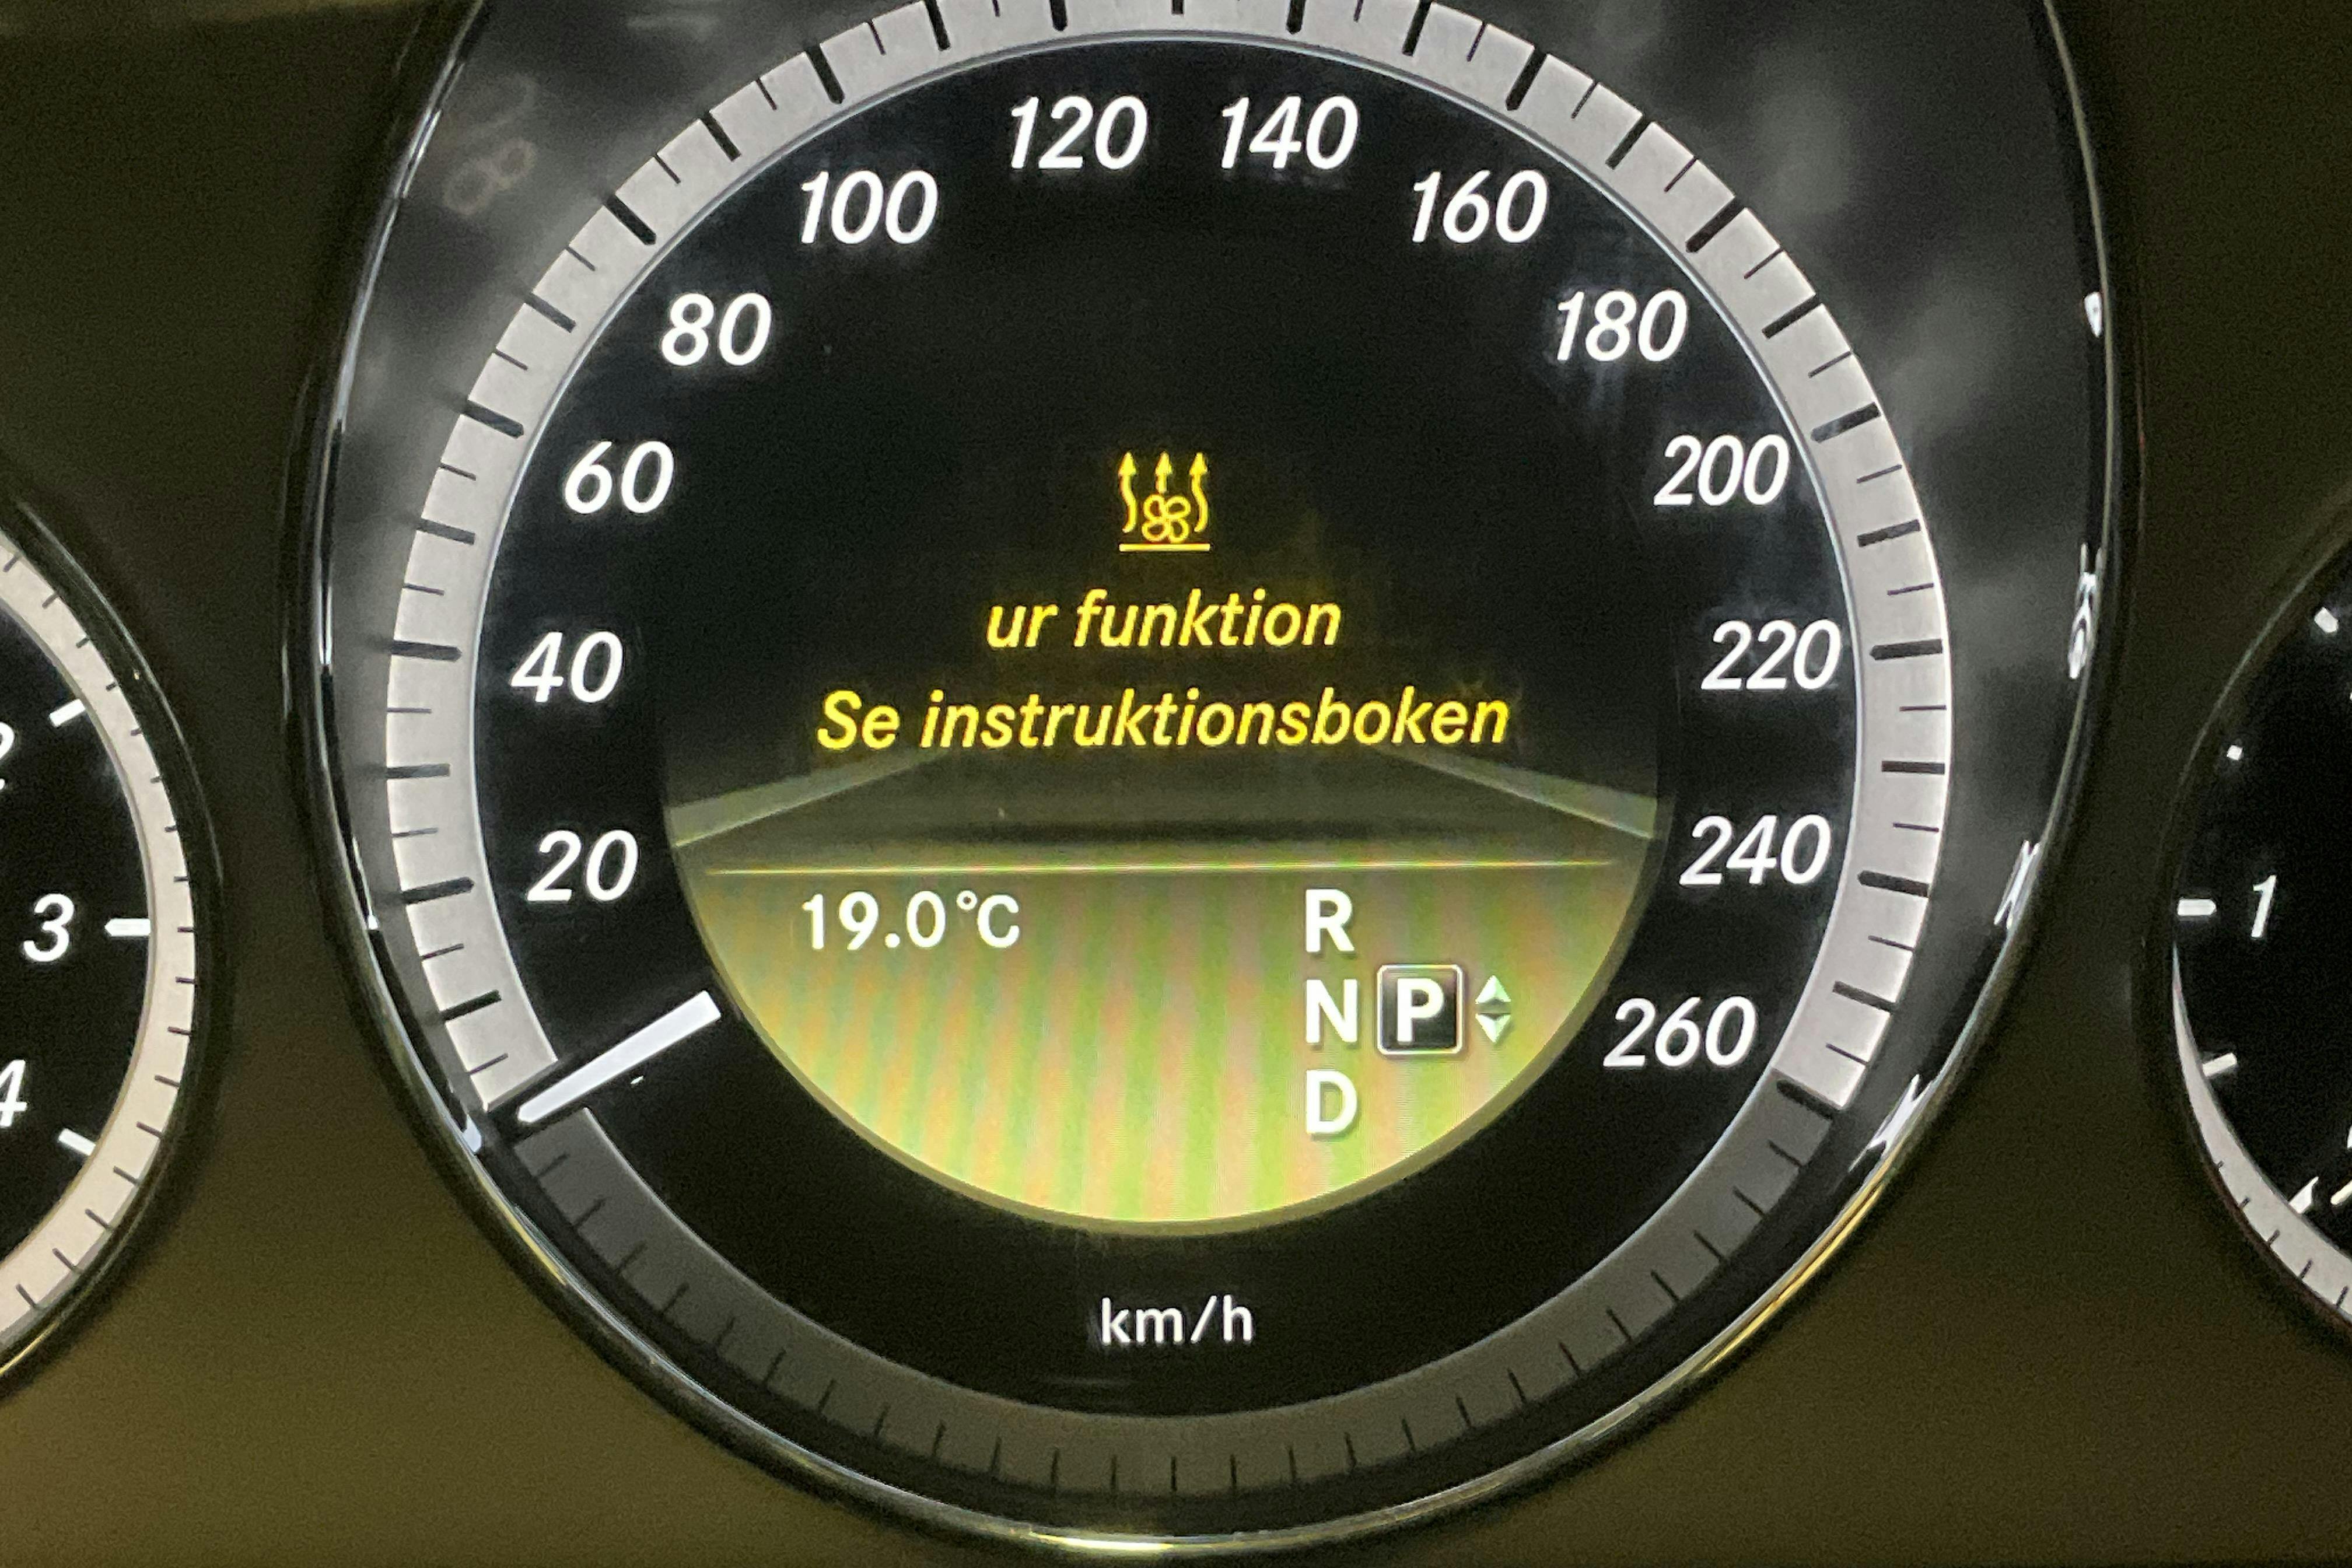 120 140
100 160
80 180
60 200
ur funktion
40 220
Se instruktionsboken
20 240
3 19.0°C R 1
N P 260
4 D
km/h